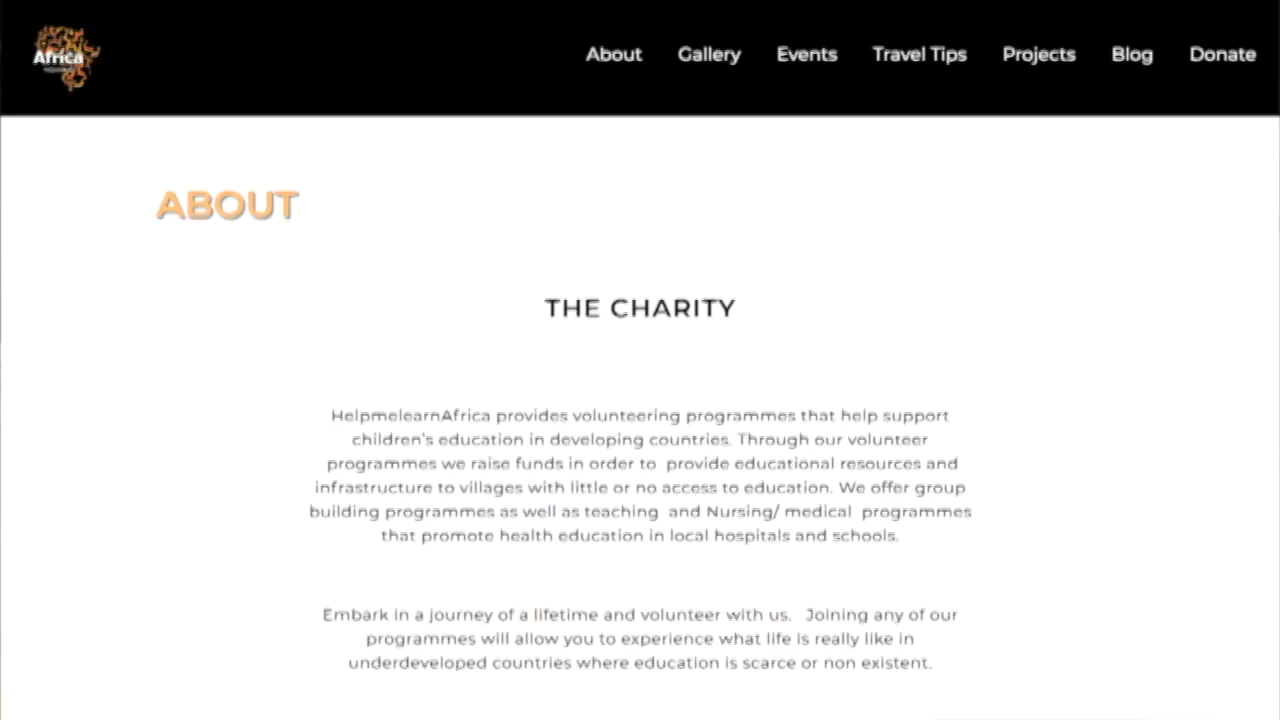 Africa
About Gallery Events Travel Tips Projects Blog Donate
ABOUT
THE CHARITY
HelpmelearnAfrica provides volunteering programmes that help support
children's education in developing countries. Through our volunteer
programmes we raise funds in order to provide educational resources and
infrastructure to villages with little or no access to education. We offer group
building programmes as well as teaching and Nursing/ medical programmes
that promote health education in local hospitals and schools.
Embark in a journey of a lifetime and volunteer with us. Joining any of our
programmes will allow you to experience what life is really like in
underdeveloped countries where education is scarce or non existent.